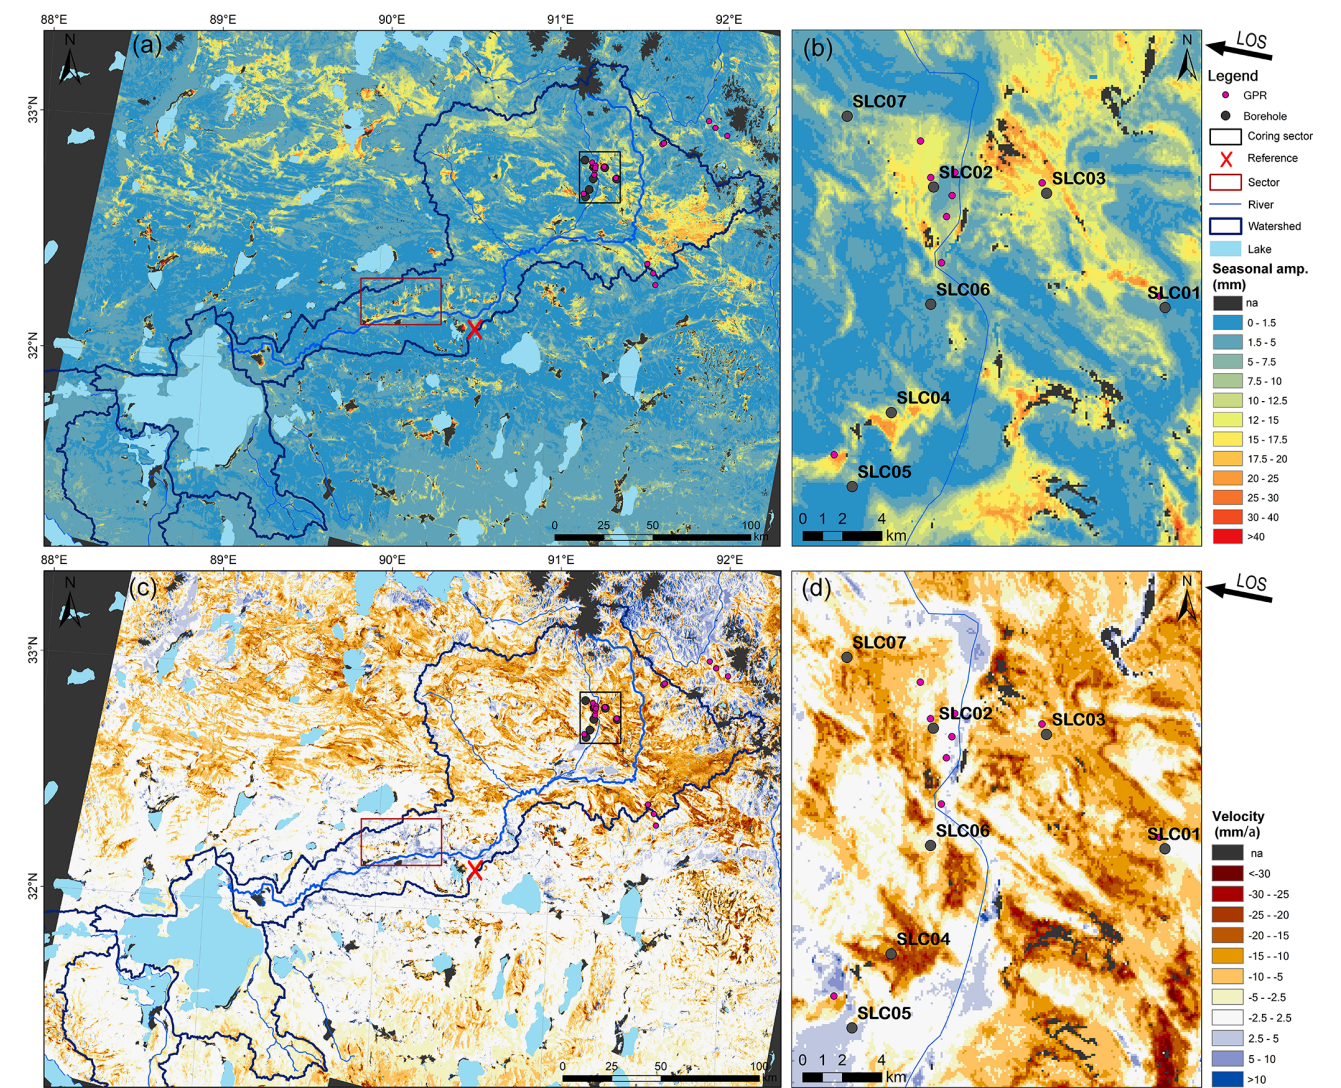 88°E 89°E 90°E 91°E 92°E
(a)
N
33°N
32°N
0 25 50 100
km
(b)
N
LOS
SLC07
SLC02
SLC03
SLC06
SLC01
SLC04
SLC05
0 1 2 4
km
Legend
GPR
Borehole
Coring sector
Reference
Sector
River
Watershed
Lake
Seasonal amp.
(mm)
na
0 - 1.5
1.5 - 5
5 - 7.5
7.5 - 10
10 - 12.5
12 - 15
15 - 17.5
17.5 - 20
20 - 25
25 - 30
30 - 40
>40
88°E 89°E 90°E 91°E 92°E
(c)
N
33°N
32°N
0 25 50 100
km
(d)
N
LOS
SLC07
SLC02
SLC03
SLC06
SLC01
SLC04
SLC05
0 1 2 4
km
Velocity
(mm/a)
na
<-30
-30 - -25
-25 - -20
-20 - -15
-15 - -10
-10 - -5
-5 - -2.5
-2.5 - 2.5
2.5 - 5
5 - 10
>10